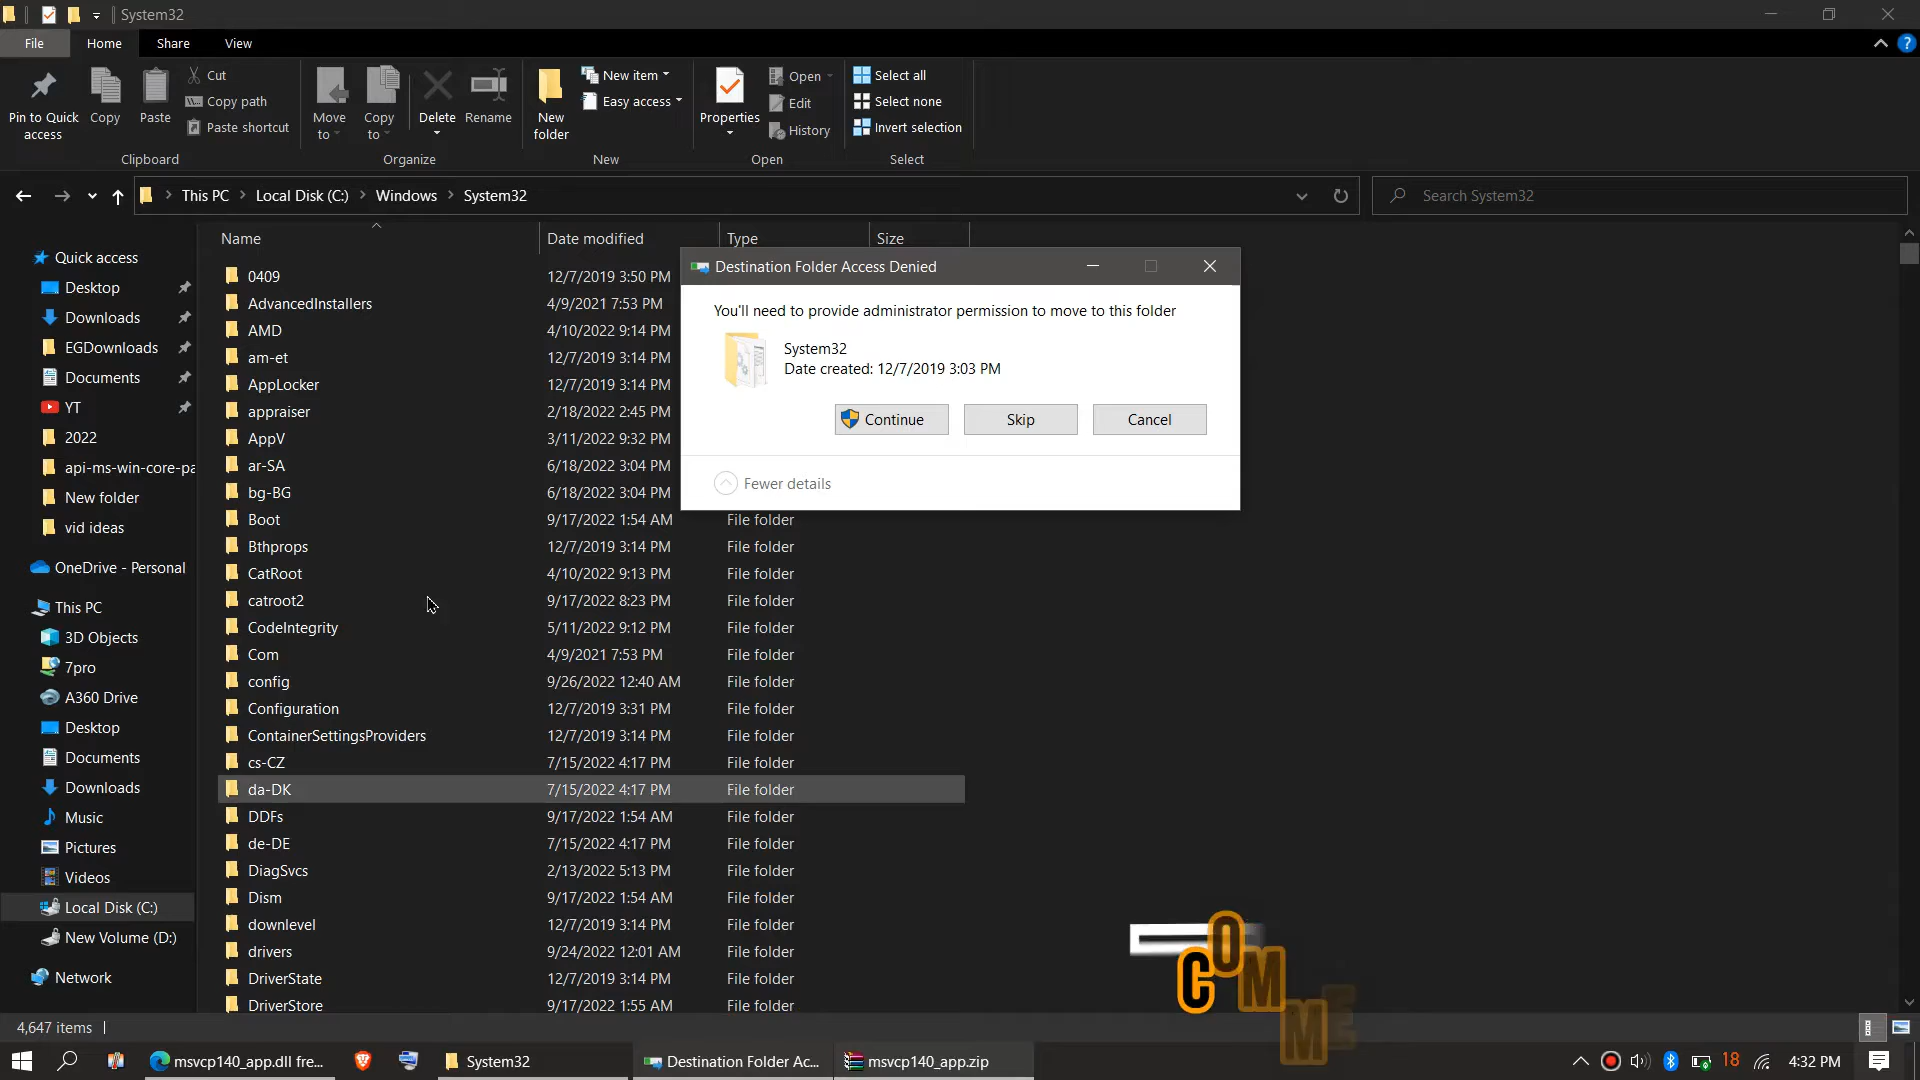 System32
File
Home
Share
View
Pin to Quick access
Copy
Paste
Cut
Copy path
Paste shortcut
Clipboard
Move to
Copy to
Delete
Rename
Organize
New folder
New item
Easy access
New
Properties
Open
Edit
History
Open
Select all
Select none
Invert selection
Select
This PC
Local Disk (C:)
Windows
System32
Search System32
Quick access
Desktop
Downloads
EGDownloads
Documents
YT
2022
api-ms-win-core-pa
New folder
vid ideas
OneDrive - Personal
This PC
3D Objects
7pro
A360 Drive
Desktop
Documents
Downloads
Music
Pictures
Videos
Local Disk (C:)
New Volume (D:)
Network
Name Date modified Type Size
0409 12/7/2019 3:50 PM
AdvancedInstallers 4/9/2021 7:53 PM
AMD 4/10/2022 9:14 PM
am-et 12/7/2019 3:14 PM
AppLocker 12/7/2019 3:14 PM
appraiser 2/18/2022 2:45 PM
AppV 3/11/2022 9:32 PM
ar-SA 6/18/2022 3:04 PM
bg-BG 6/18/2022 3:04 PM
Boot 9/17/2022 1:54 AM File folder
Bthprops 12/7/2019 3:14 PM File folder
CatRoot 4/10/2022 9:13 PM File folder
catroot2 9/17/2022 8:23 PM File folder
CodeIntegrity 5/11/2022 9:12 PM File folder
Com 4/9/2021 7:53 PM File folder
config 9/26/2022 12:40 AM File folder
Configuration 12/7/2019 3:31 PM File folder
ContainerSettingsProviders 12/7/2019 3:14 PM File folder
cs-CZ 7/15/2022 4:17 PM File folder
da-DK 7/15/2022 4:17 PM File folder
DDFs 9/17/2022 1:54 AM File folder
de-DE 7/15/2022 4:17 PM File folder
DiagSvcs 2/13/2022 5:13 PM File folder
Dism 9/17/2022 1:54 AM File folder
downlevel 12/7/2019 3:14 PM File folder
drivers 9/24/2022 12:01 AM File folder
DriverState 12/7/2019 3:14 PM File folder
DriverStore 9/17/2022 1:55 AM File folder
Destination Folder Access Denied
You'll need to provide administrator permission to move to this folder
System32
Date created: 12/7/2019 3:03 PM
Continue Skip Cancel
Fewer details
COMME
4,647 items
msvcp140_app.dll fre...
System32
Destination Folder Ac...
msvcp140_app.zip
18
4:32 PM